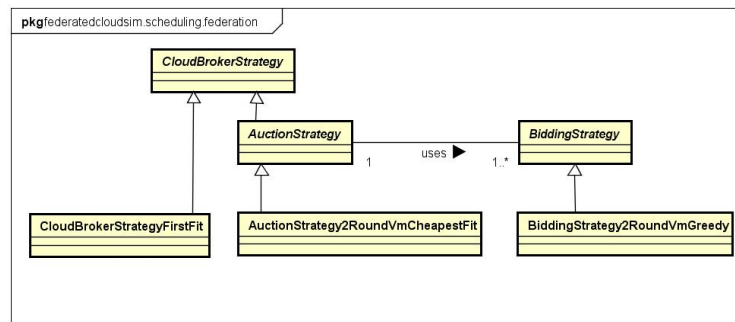 pkgfederatedcloudsim.scheduling.federation
CloudBrokerStrategy
AuctionStrategy
BiddingStrategy
uses
1
1..*
CloudBrokerStrategyFirstFit
AuctionStrategy2RoundVmCheapestFit
BiddingStrategy2RoundVmGreedy